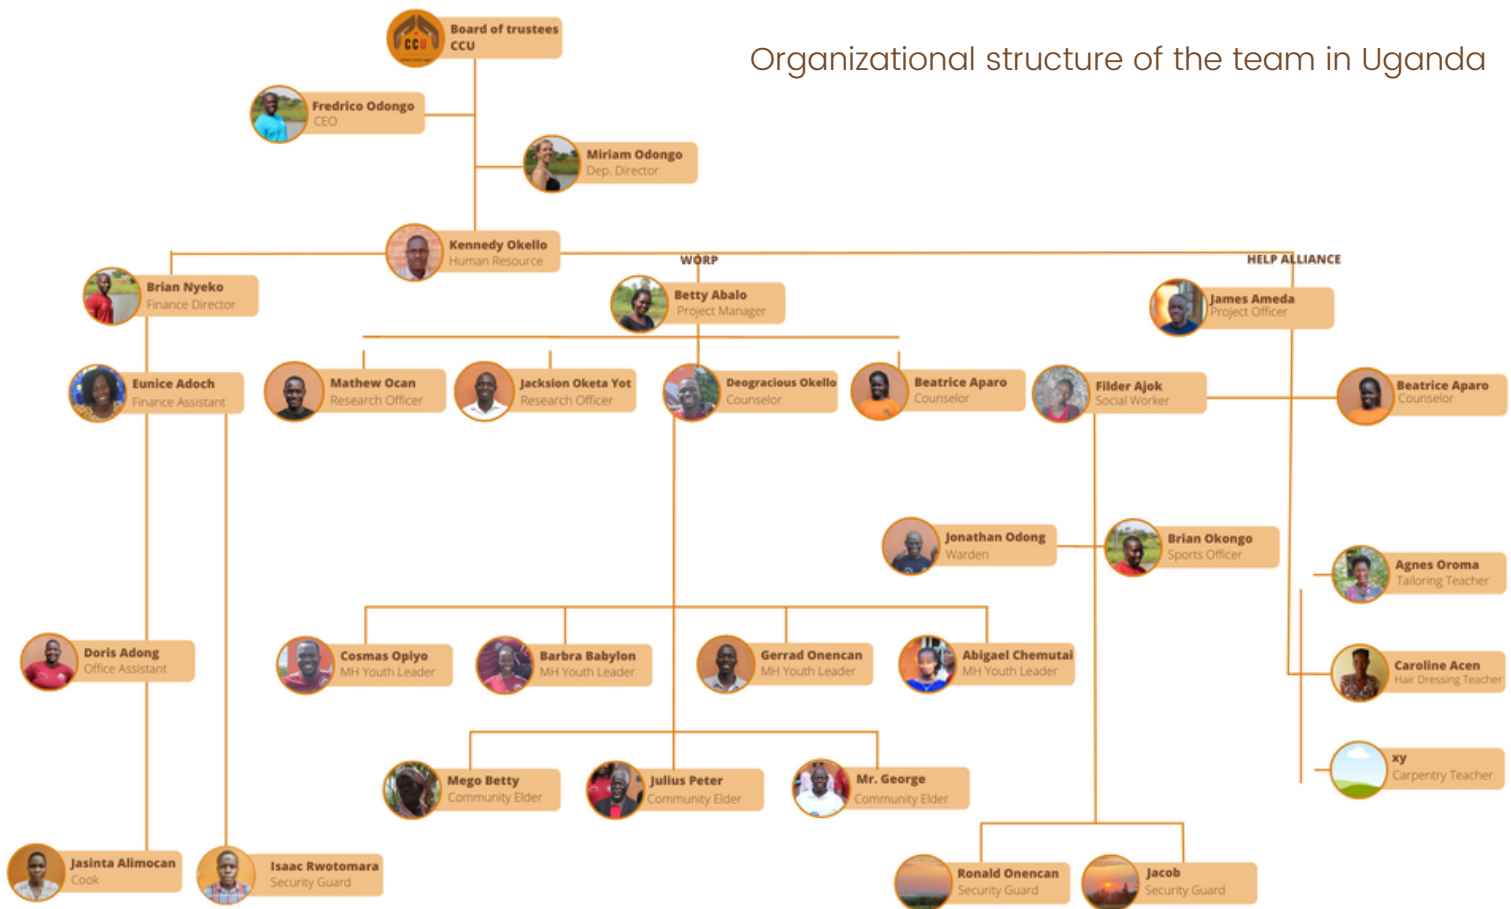 Organizational structure of the team in Uganda
CCU
Board of trustees
CCU
Fredrico Odongo
CEO
Miriam Odongo
Dep. Director
Kennedy Okello
Human Resource
WORP
HELP ALLIANCE
Brian Nyeko
Finance Director
Betty Abalo
Project Manager
James Ameda
Project Officer
Eunice Adoch
Finance Assistant
Mathew Ocan
Research Officer
Jacksion Oketa Yot
Research Officer
Deogracious Okello
Counselor
Beatrice Aparo
Counselor
Filder Ajok
Social Worker
Beatrice Aparo
Counselor
Jonathan Odong
Warden
Brian Okongo
Sports Officer
Agnes Oroma
Tailoring Teacher
Doris Adong
Office Assistant
Cosmas Opiyo
MH Youth Leader
Barbra Babylon
MH Youth Leader
Gerrad Onencan
MH Youth Leader
Abigael Chemutai
MH Youth Leader
Caroline Acen
Hair Dressing Teacher
Mego Betty
Community Elder
Julius Peter
Community Elder
Mr. George
Community Elder
xy
Carpentry Teacher
Jasinta Alimocan
Cook
Isaac Rwotomara
Security Guard
Ronald Onencan
Security Guard
Jacob
Security Guard